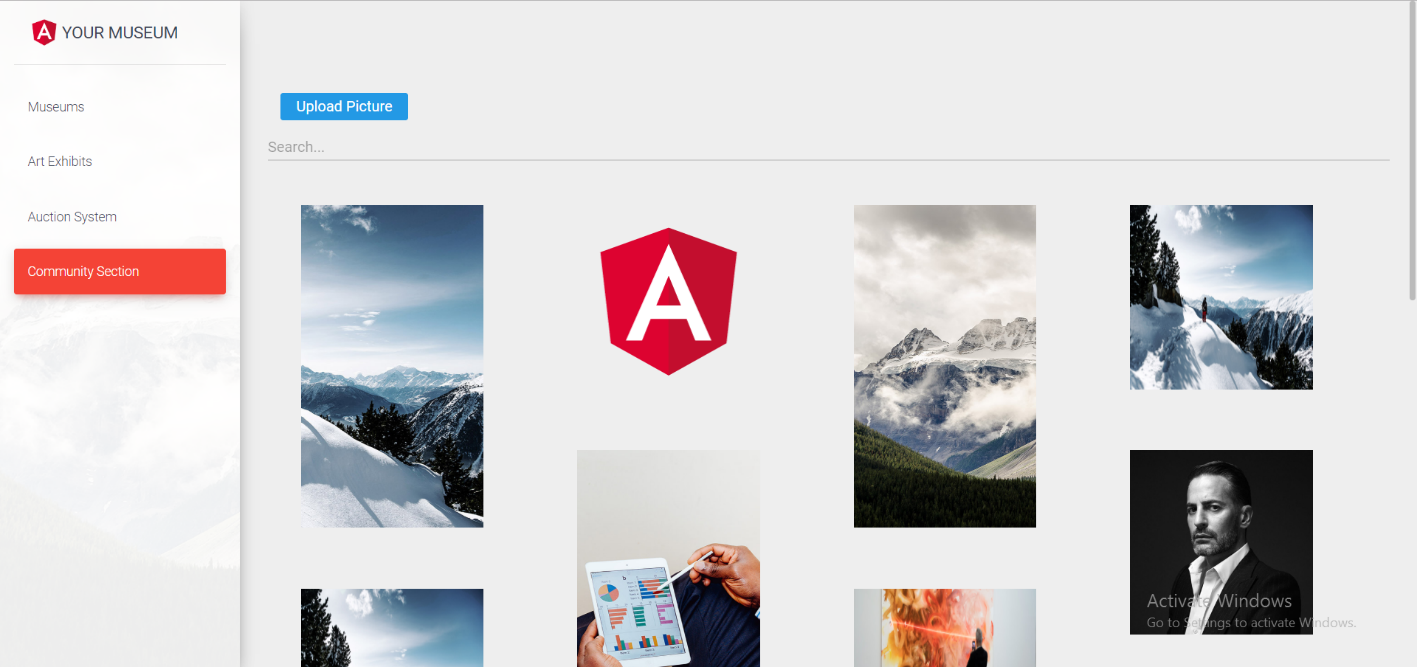 A YOUR MUSEUM
Museums
Art Exhibits
Auction System
Community Section
Upload Picture
Search...
A
Activate Windows
Go to Settings to activate Windows.